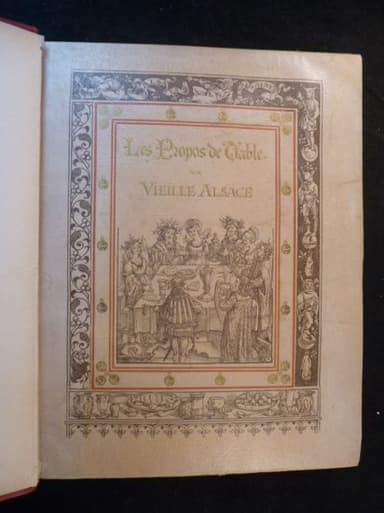 Les Propos de Table
DE LA
VIEILLE ALSACE